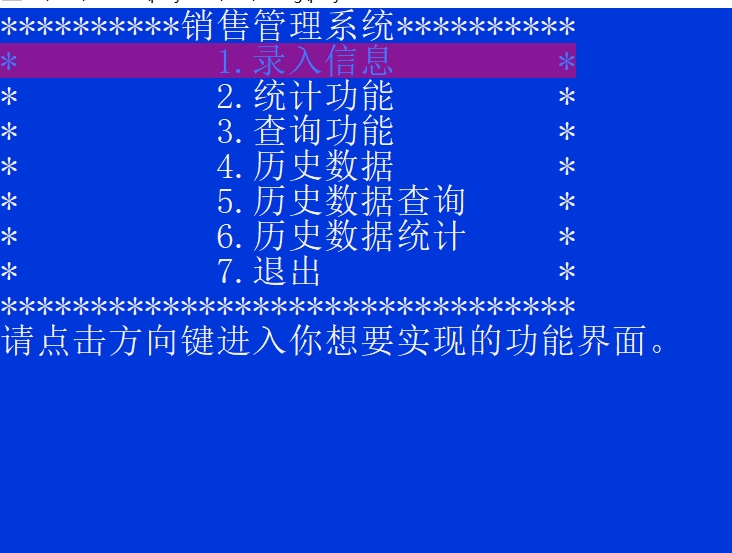 **********销售管理系统**********
* 1.录入信息 *
* 2.统计功能 *
* 3.查询功能 *
* 4.历史数据 *
* 5.历史数据查询 *
* 6.历史数据统计 *
* 7.退出 *
********************************
请点击方向键进入你想要实现的功能界面。